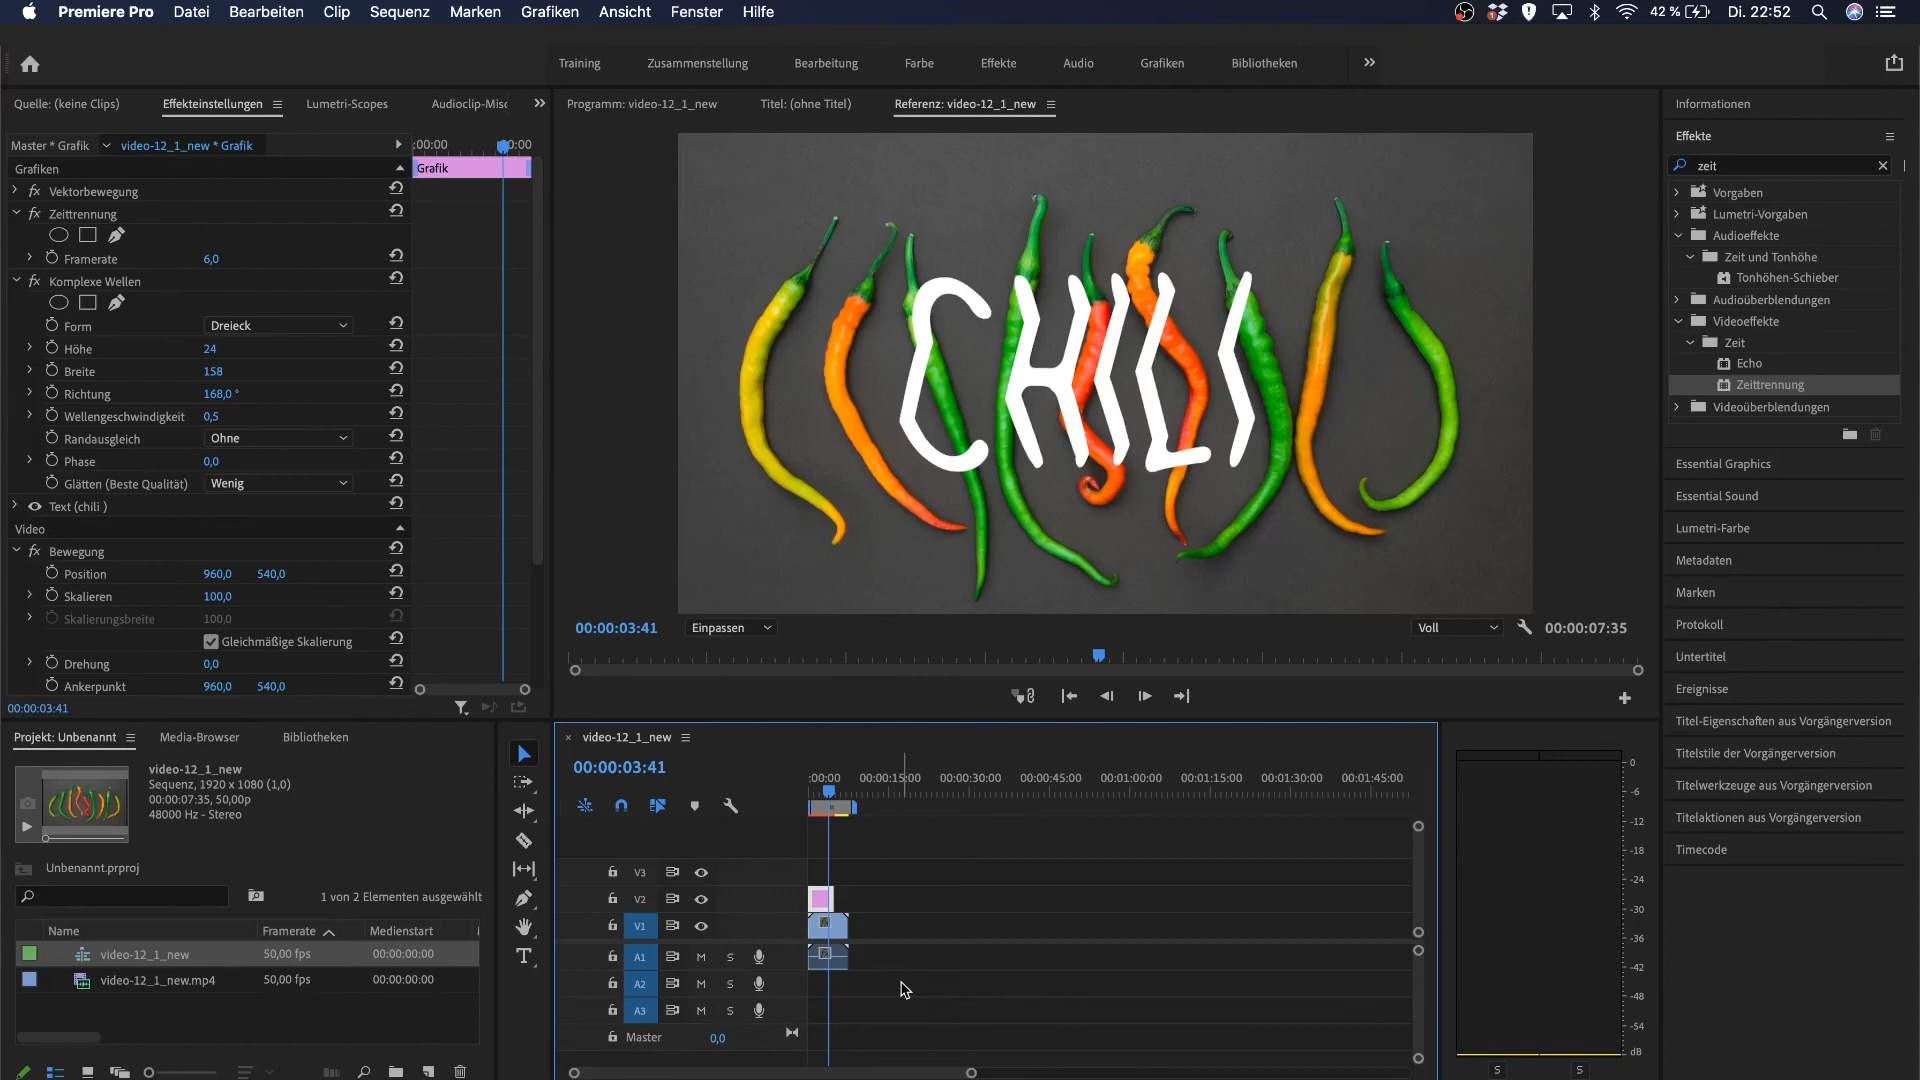 Premiere Pro Datei Bearbeiten Clip Sequenz Marken Grafiken Ansicht Fenster Hilfe 42 % Di. 22:52
Training Zusammenstellung Bearbeitung Farbe Effekte Audio Grafiken Bibliotheken
Quelle: (keine Clips) Effekteinstellungen Lumetri-Scopes Audioclip-Misc
Master * Grafik video-12_1_new * Grafik :00:00 00:00
Grafiken Grafik
fx Vektorbewegung
fx Zeittrennung
Framerate 6,0
fx Komplexe Wellen
Form Dreieck
Höhe 24
Breite 158
Richtung 168,0 °
Wellengeschwindigkeit 0,5
Randausgleich Ohne
Phase 0,0
Glätten (Beste Qualität) Wenig
Text (chili )
Video
fx Bewegung
Position 960,0 540,0
Skalieren 100,0
Skalierungsbreite 100,0
Gleichmäßige Skalierung
Drehung 0,0
Ankerpunkt 960,0 540,0
00:00:03:41
Programm: video-12_1_new Titel: (ohne Titel) Referenz: video-12_1_new
CHILI
00:00:03:41 Einpassen Voll 00:00:07:35
Informationen
Effekte
zeit
Vorgaben
Lumetri-Vorgaben
Audioeffekte
Zeit und Tonhöhe
Tonhöhen-Schieber
Audioüberblendungen
Videoeffekte
Zeit
Echo
Zeittrennung
Videoüberblendungen
Essential Graphics
Essential Sound
Lumetri-Farbe
Metadaten
Marken
Protokoll
Untertitel
Ereignisse
Titel-Eigenschaften aus Vorgängerversion
Titelstile der Vorgängerversion
Titelwerkzeuge aus Vorgängerversion
Titelaktionen aus Vorgängerversion
Timecode
Projekt: Unbenannt Media-Browser Bibliotheken
video-12_1_new
Sequenz, 1920 x 1080 (1,0)
00:00:07:35, 50,00p
48000 Hz - Stereo
Unbenannt.prproj
1 von 2 Elementen ausgewählt
Name Framerate Medienstart
video-12_1_new 50,00 fps 00:00:00:00
video-12_1_new.mp4 50,00 fps 00:00:00:00
video-12_1_new
00:00:03:41
:00:00 00:00:15:00 00:00:30:00 00:00:45:00 00:01:00:00 00:01:15:00 00:01:30:00 00:01:45:00
V3
V2
V1
A1 M S
A2 M S
A3 M S
Master 0,0
0
-6
-12
-18
-24
-30
-36
-42
-48
-54
dB
S S